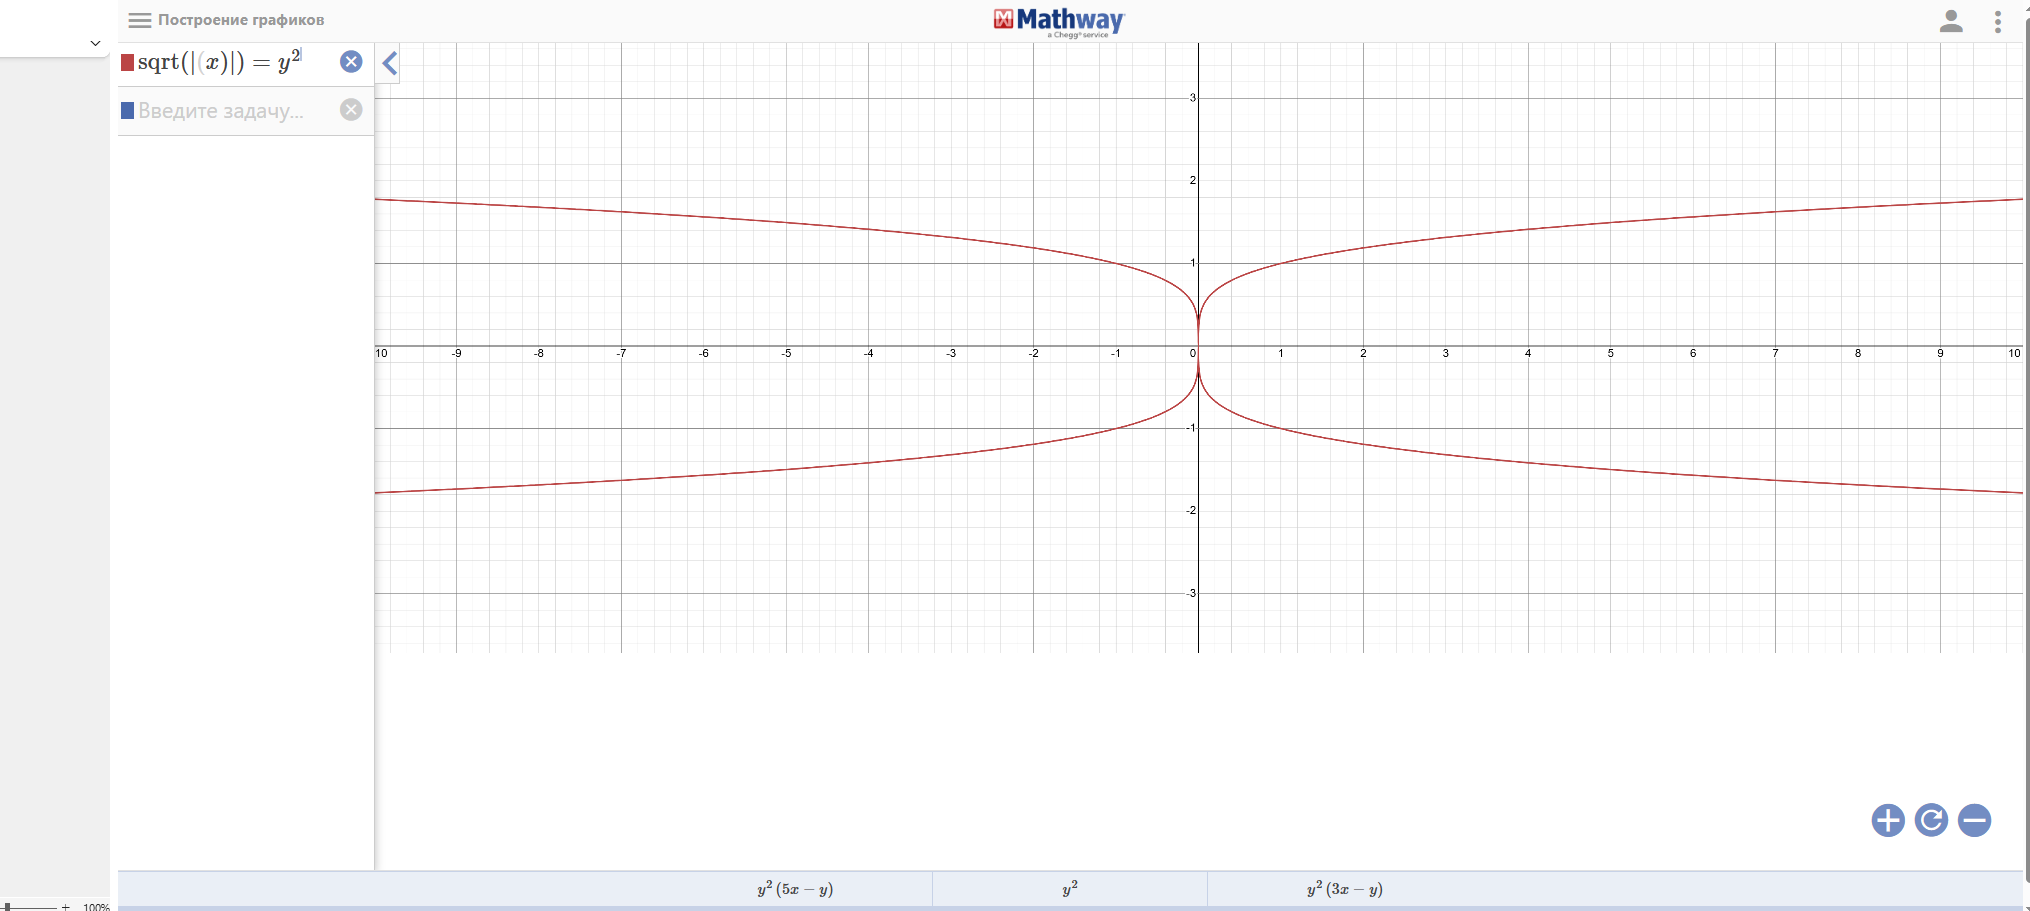 Построение графиков
Mathway
a Chegg® service
sqrt(|(x)|) = y²
Введите задачу...
3
2
1
10 -9 -8 -7 -6 -5 -4 -3 -2 -1 0 1 2 3 4 5 6 7 8 9 10
-1
-2
-3
y² (5x − y) y² y² (3x − y)
100%